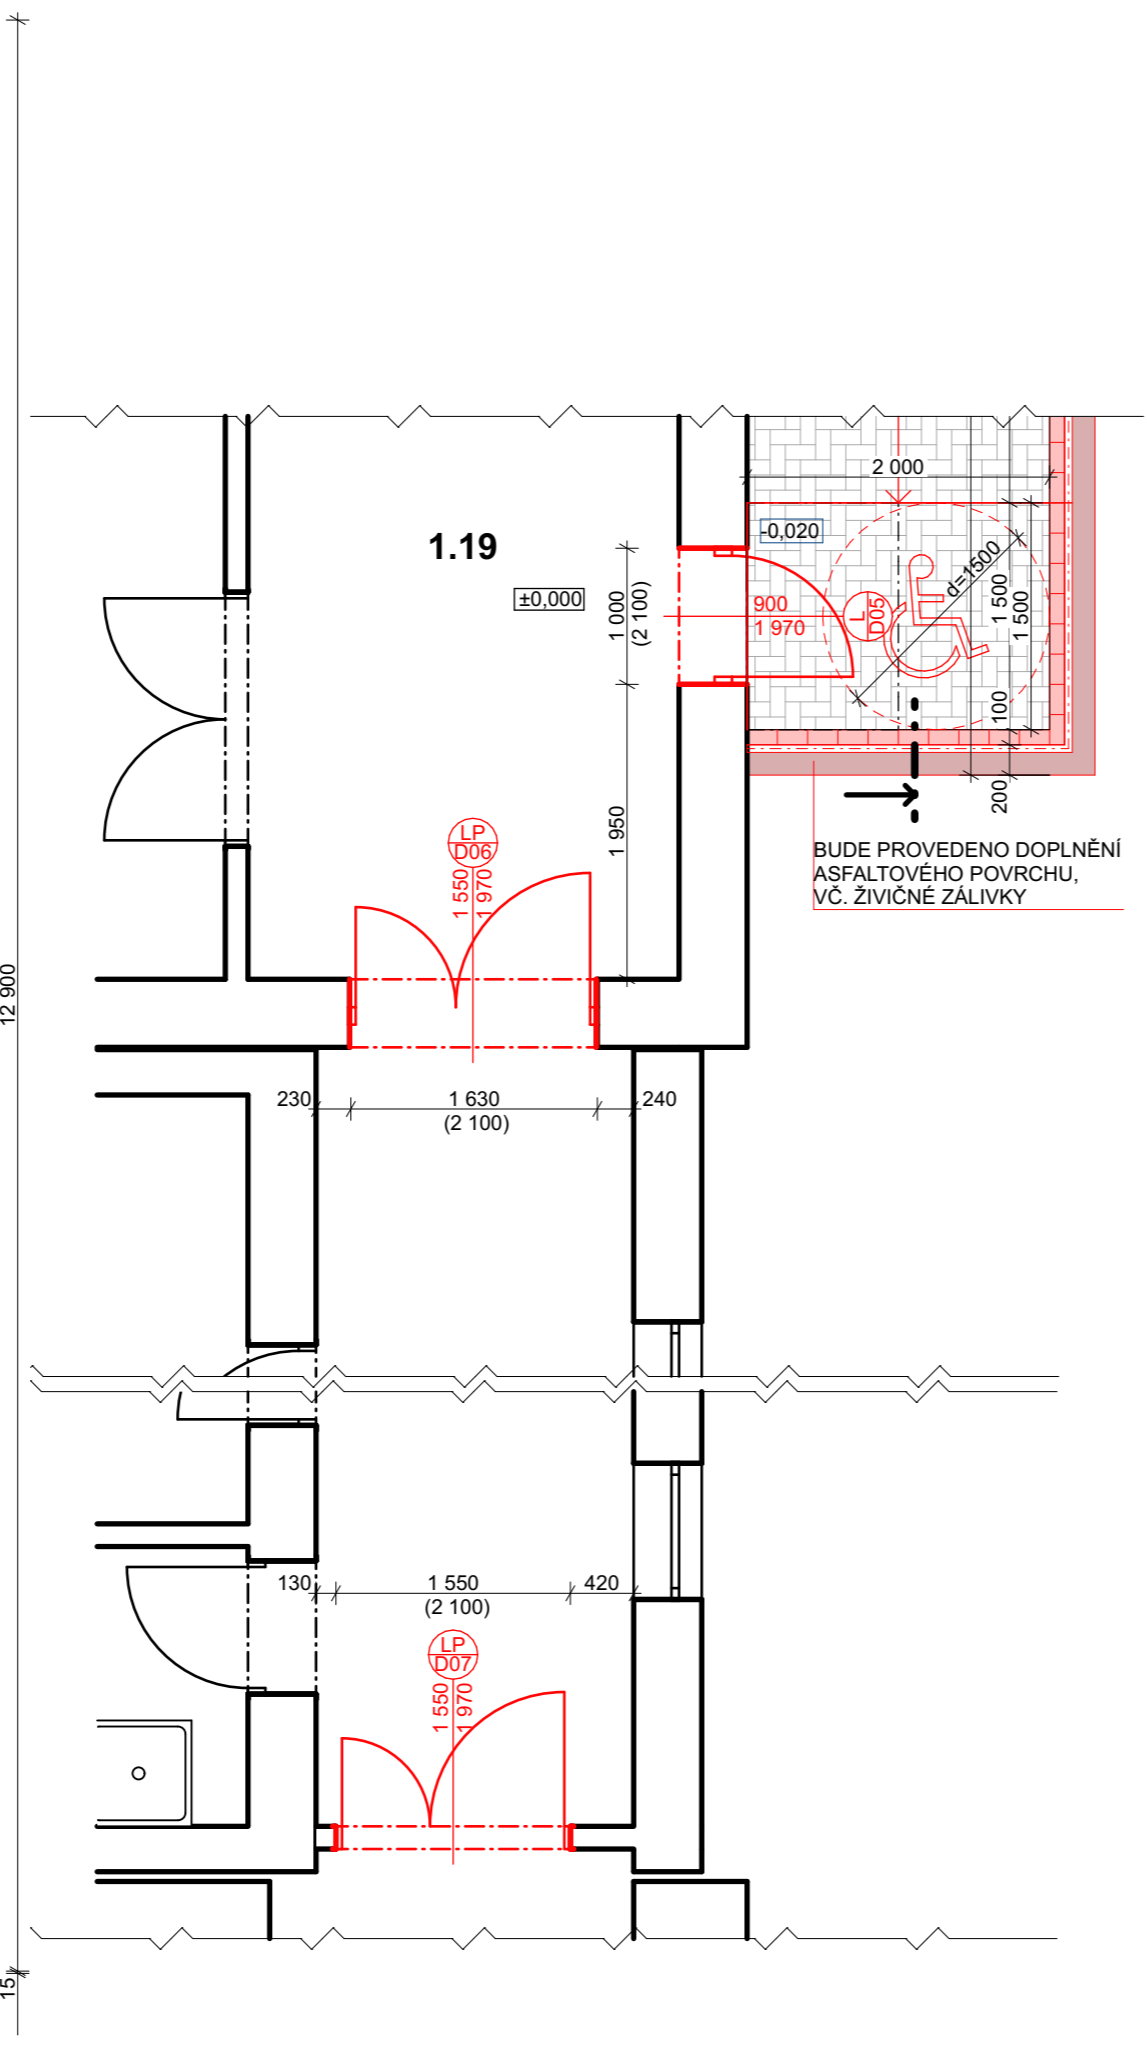 2 000
-0,020
1.19
±0,000
1 000
(2 100)
900
1 970
L
D05
d=1500
1 500
1 500
100
200
1 950
BUDE PROVEDENO DOPLNĚNÍ
ASFALTOVÉHO POVRCHU,
VČ. ŽIVIČNÉ ZÁLIVKY
LP
D06
1 550
1 970
12 900
230
1 630
(2 100)
240
130
1 550
(2 100)
420
LP
D07
1 550
1 970
15